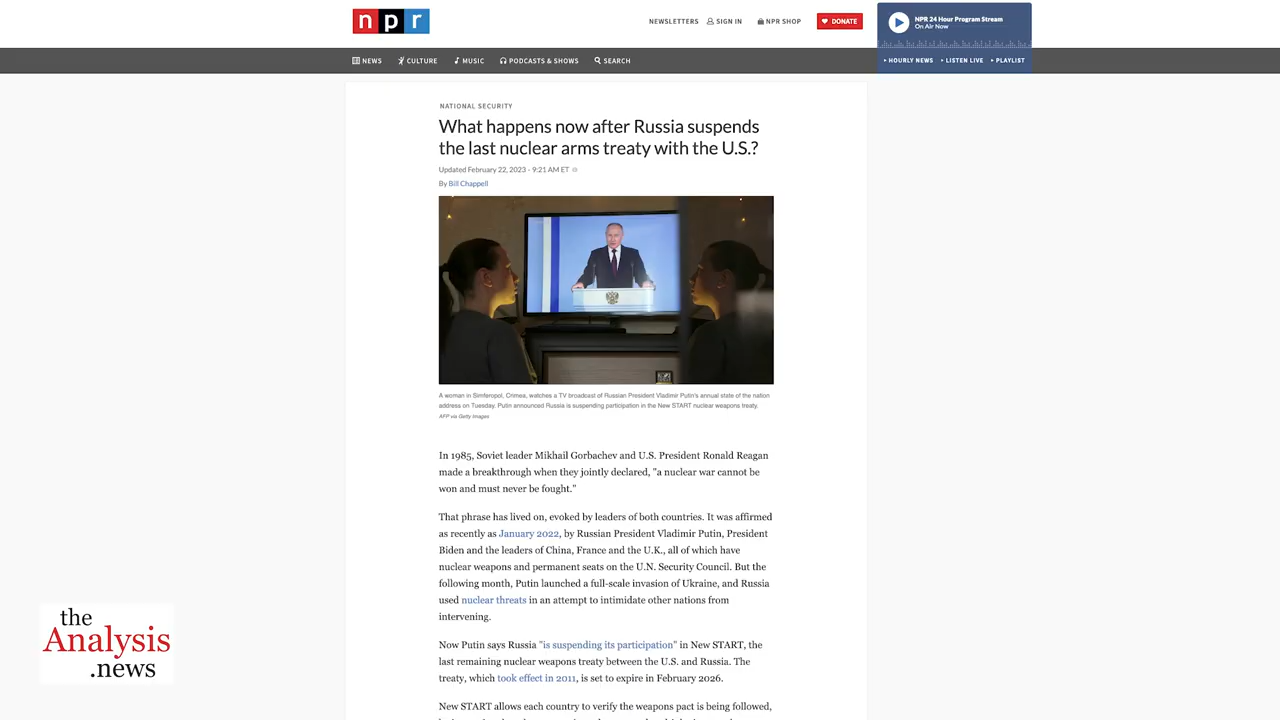 npr
NEWSLETTERS SIGN IN NPR SHOP DONATE
NPR 24 Hour Program Stream
On Air Now
NEWS CULTURE MUSIC PODCASTS & SHOWS SEARCH
HOURLY NEWS LISTEN LIVE PLAYLIST
NATIONAL SECURITY
What happens now after Russia suspends
the last nuclear arms treaty with the U.S.?
Updated February 22, 2023 · 9:21 AM ET
By Bill Chappell
A woman in Simferopol, Crimea, watches a TV broadcast of Russian President Vladimir Putin's annual state of the nation
address on Tuesday. Putin announced Russia is suspending participation in the New START nuclear weapons treaty.
AFP via Getty Images
In 1985, Soviet leader Mikhail Gorbachev and U.S. President Ronald Reagan
made a breakthrough when they jointly declared, "a nuclear war cannot be
won and must never be fought."
That phrase has lived on, evoked by leaders of both countries. It was affirmed
as recently as January 2022, by Russian President Vladimir Putin, President
Biden and the leaders of China, France and the U.K., all of which have
nuclear weapons and permanent seats on the U.N. Security Council. But the
following month, Putin launched a full-scale invasion of Ukraine, and Russia
used nuclear threats in an attempt to intimidate other nations from
intervening.
Now Putin says Russia "is suspending its participation" in New START, the
last remaining nuclear weapons treaty between the U.S. and Russia. The
treaty, which took effect in 2011, is set to expire in February 2026.
New START allows each country to verify the weapons pact is being followed,
the
Analysis
.news